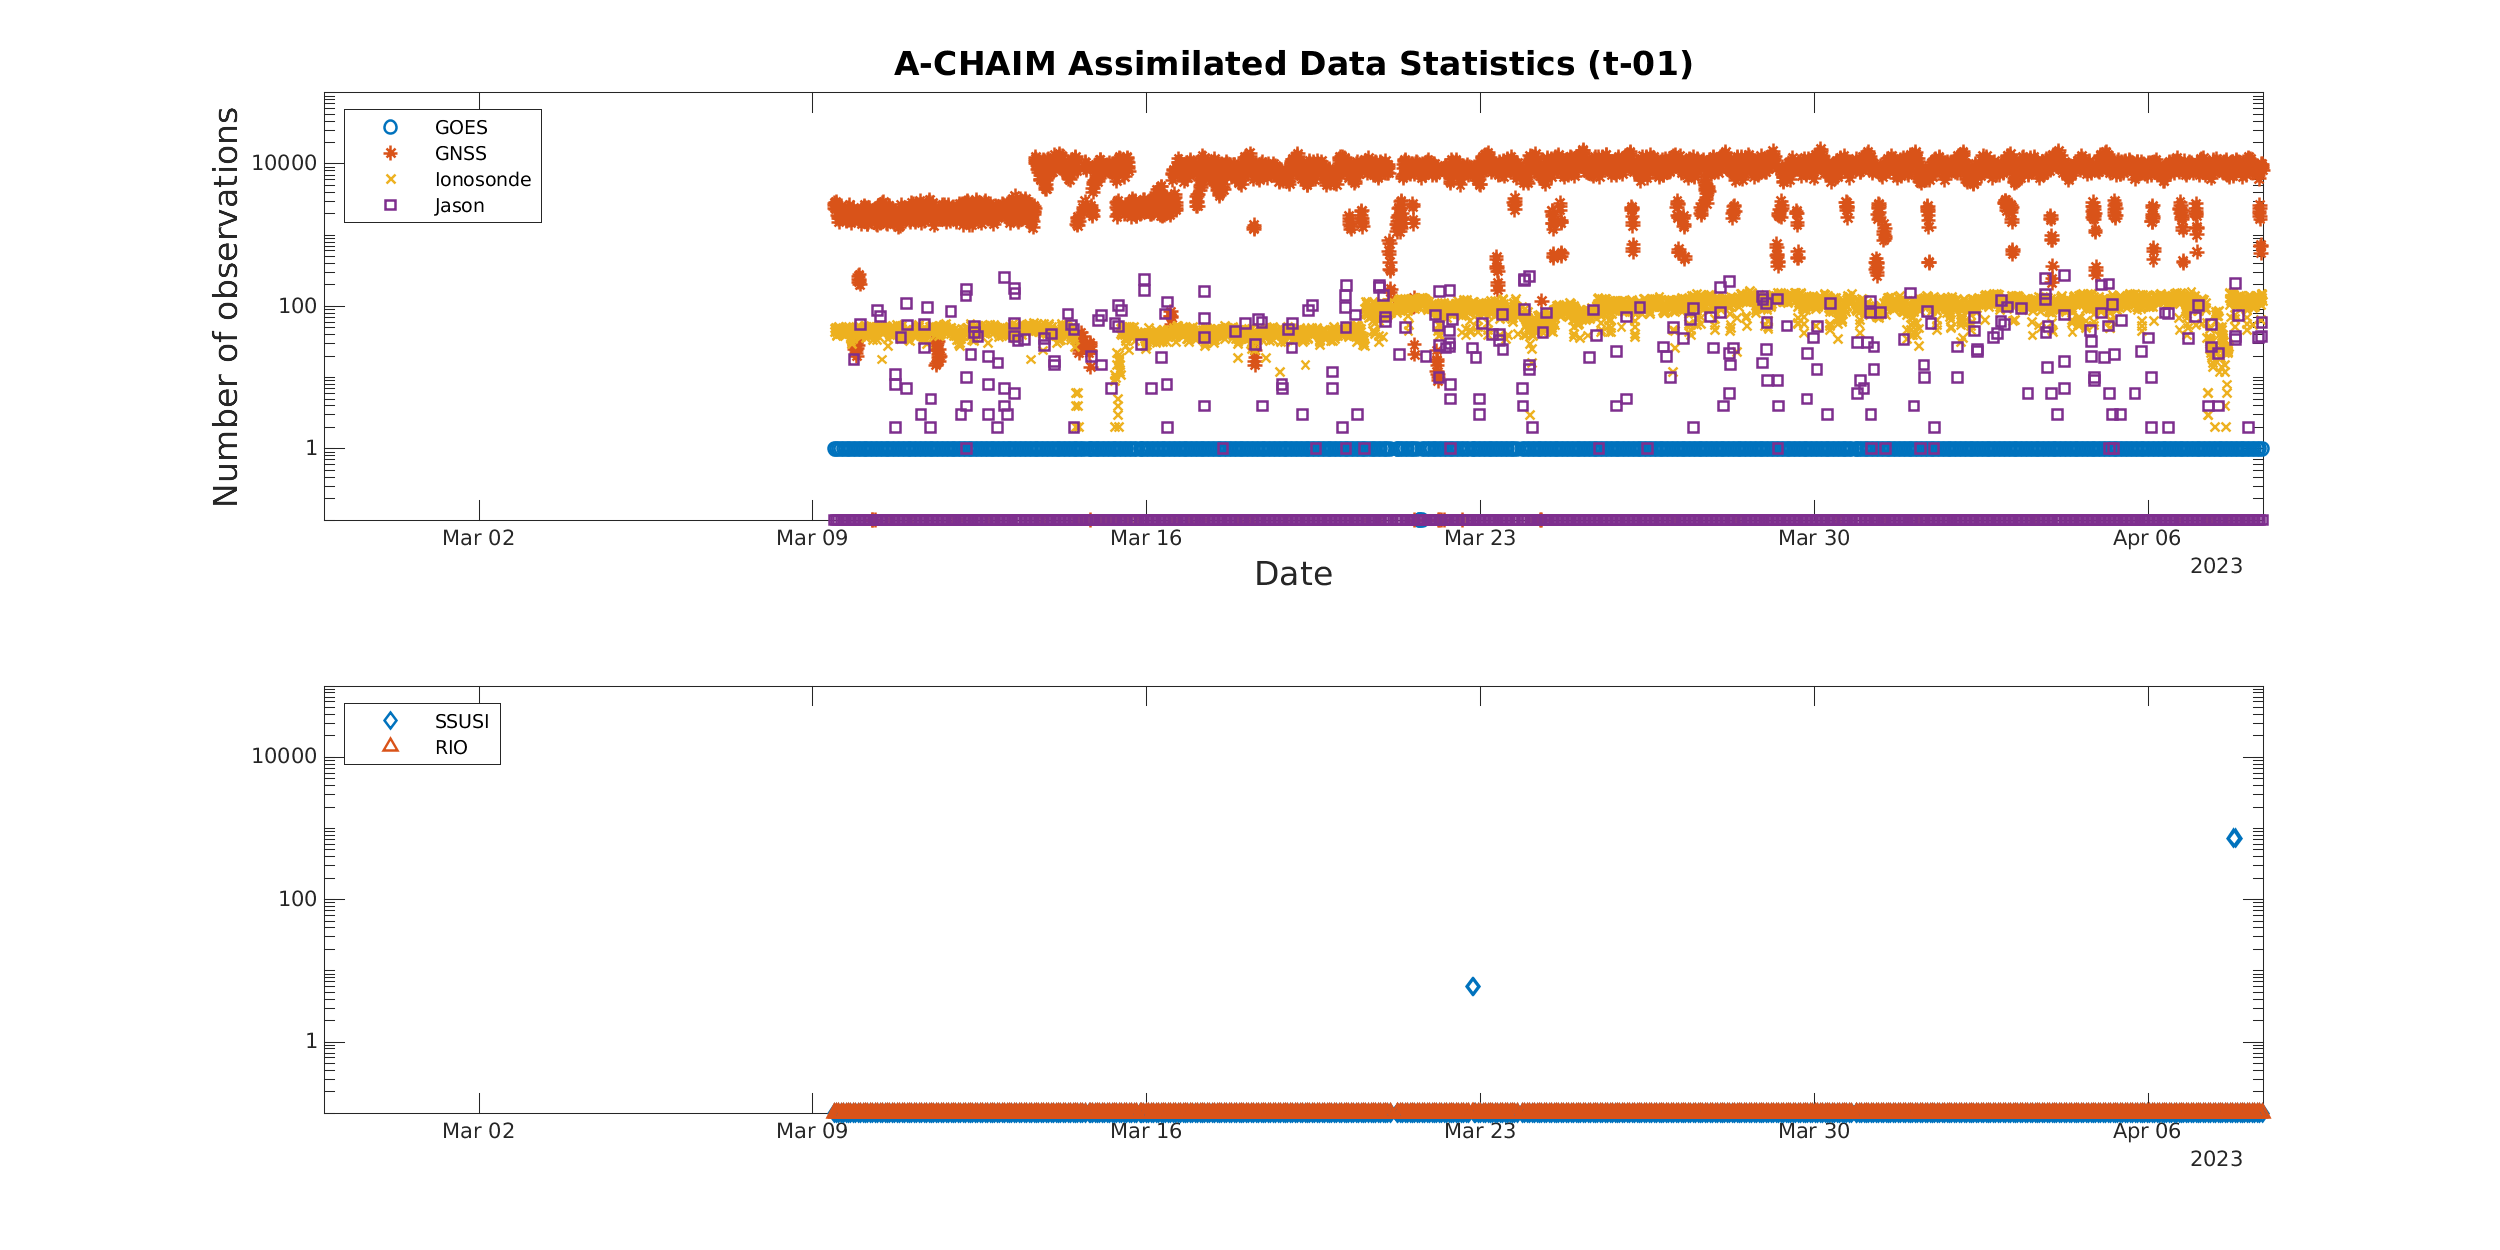 A-CHAIM Assimilated Data Statistics (t-01)
Number of observations
GOES
GNSS
Ionosonde
Jason
10000
100
1
Mar 02 Mar 09 Mar 16 Mar 23 Mar 30 Apr 06
2023
Date
SSUSI
RIO
10000
100
1
Mar 02 Mar 09 Mar 16 Mar 23 Mar 30 Apr 06
2023